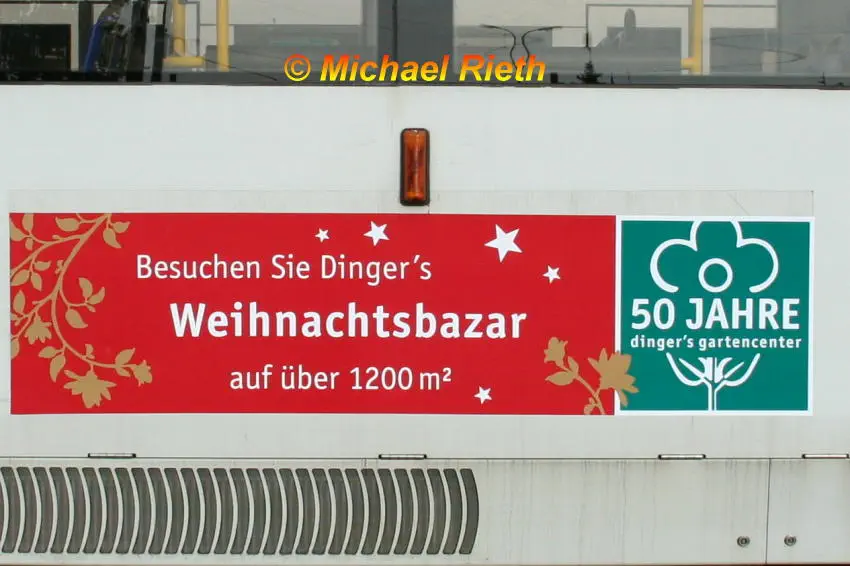 © Michael Rieth
Besuchen Sie Dinger's
Weihnachtsbazar
auf über 1200 m²
50 JAHRE
dinger's gartencenter